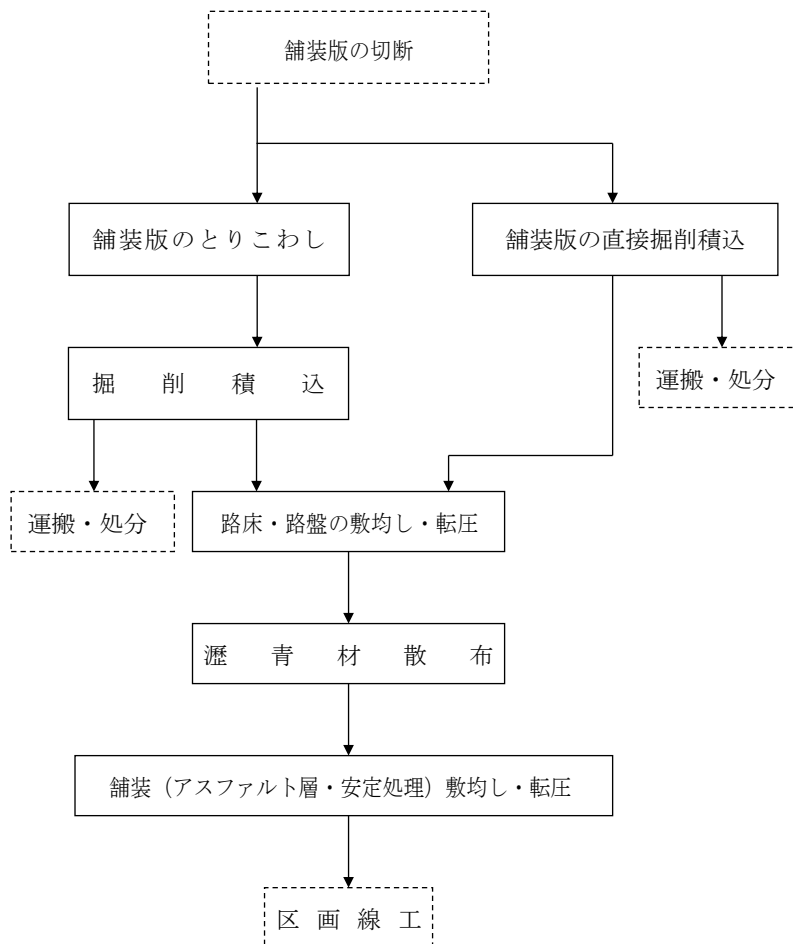 舗装版の切断
舗装版のとりこわし
舗装版の直接掘削積込
掘削積込
運搬・処分
運搬・処分
路床・路盤の敷均し・転圧
瀝青材散布
舗装（アスファルト層・安定処理）敷均し・転圧
区画線工